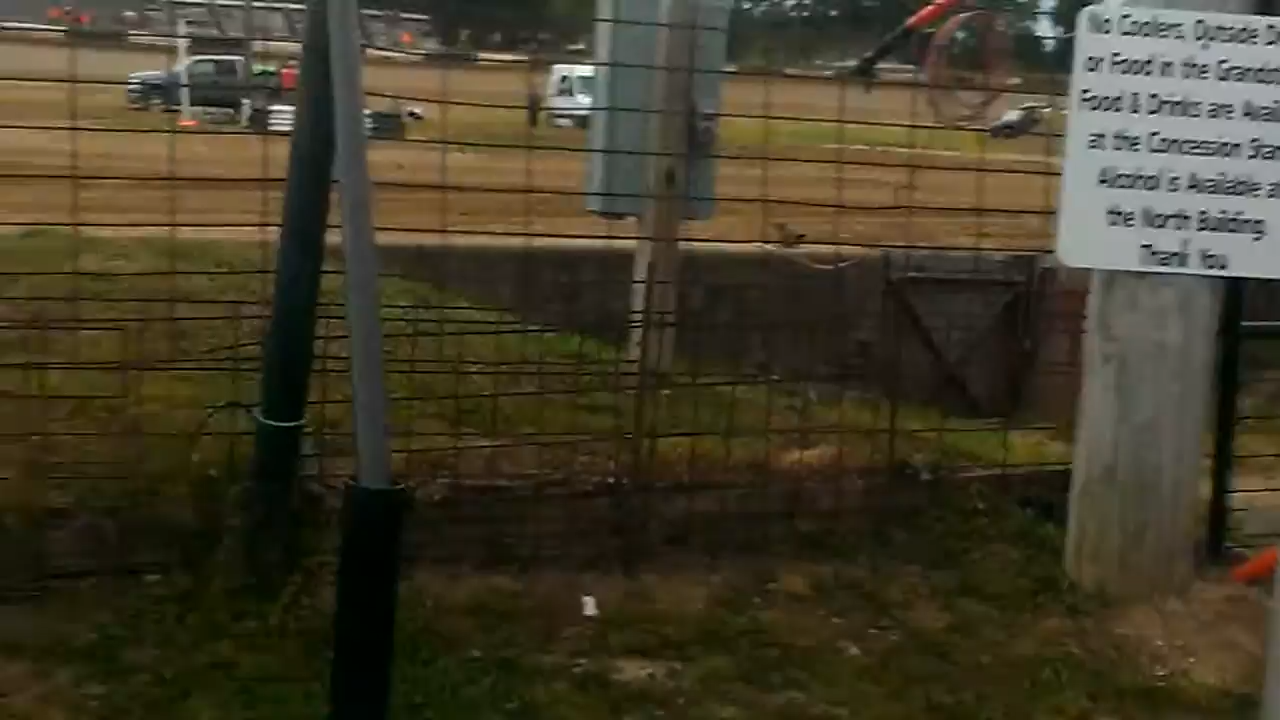 No Coolers, Outside
or Food in the
Food & Drinks are
at the Concession
Alcohol is Available
the North Building
Thank You